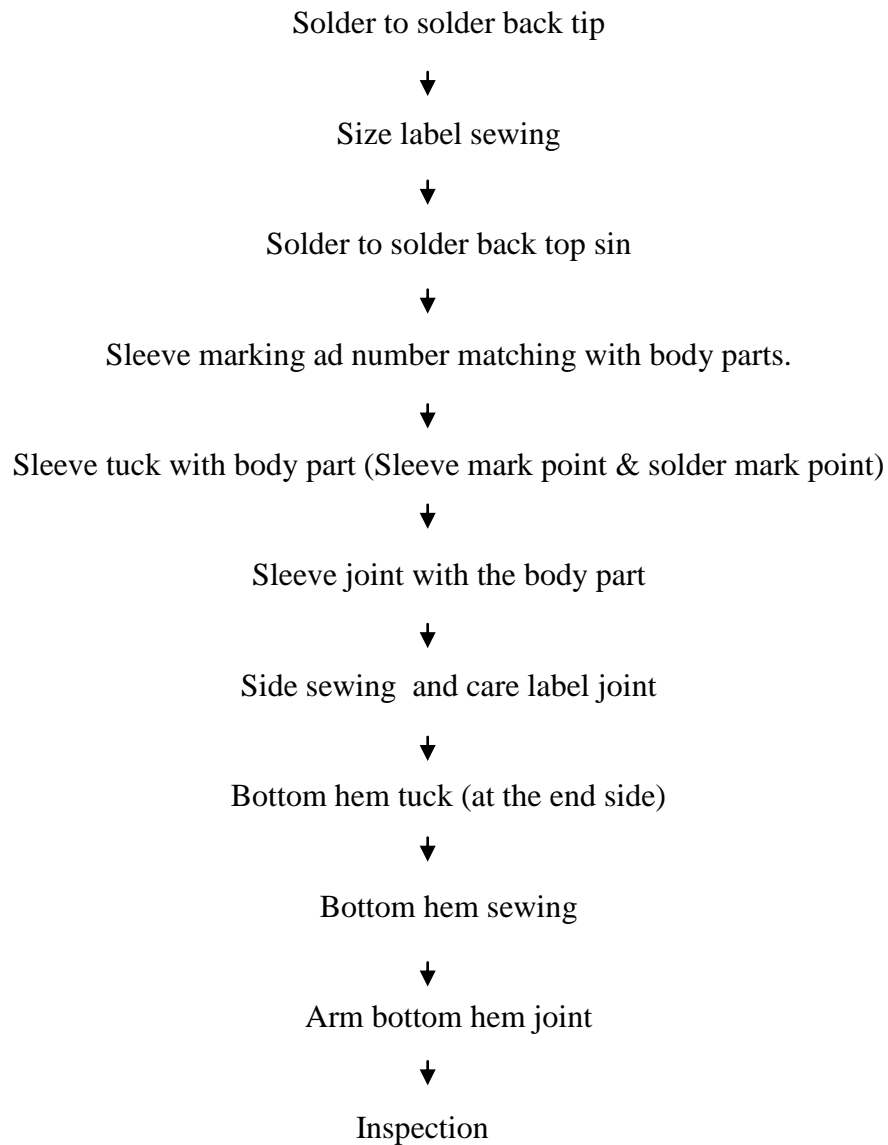 Solder to solder back tip
Size label sewing
Solder to solder back top sin
Sleeve marking ad number matching with body parts.
Sleeve tuck with body part (Sleeve mark point & solder mark point)
Sleeve joint with the body part
Side sewing  and care label joint
Bottom hem tuck (at the end side)
Bottom hem sewing
Arm bottom hem joint
Inspection